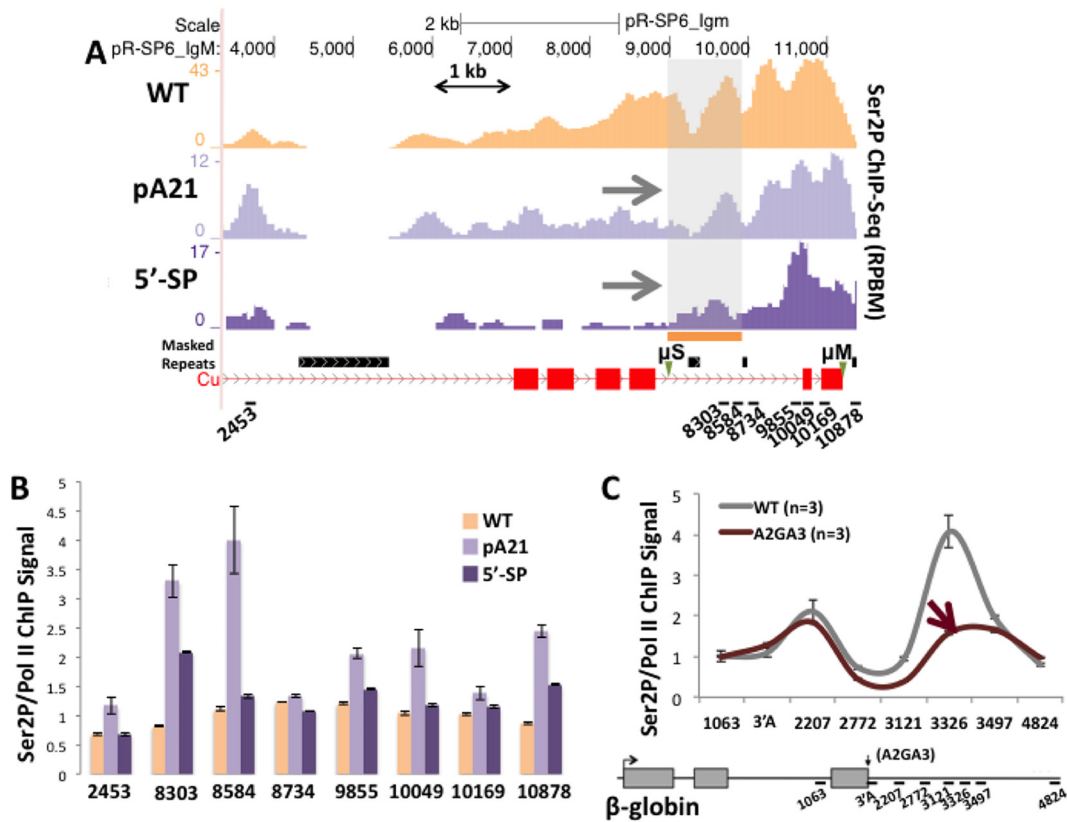 A
Scale
2 kb
pR-SP6_Igm
pR-SP6_IgM:
4,000
5,000
6,000
7,000
8,000
9,000
10,000
11,000
43 -
WT
1 kb
0 _
12 -
pA21
0 _
17 -
5'-SP
0 _
Ser2P ChIP-Seq (RPBM)
Masked
Repeats
μS
μM
Cu
2453
8303
8584
8734
9855
10049
10169
10878
B
Ser2P/Pol II ChIP Signal
5
4.5
4
3.5
3
2.5
2
1.5
1
0.5
0
WT
pA21
5'-SP
2453
8303
8584
8734
9855
10049
10169
10878
C
Ser2P/Pol II ChIP Signal
5
4
3
2
1
0
WT (n=3)
A2GA3 (n=3)
1063
3'A
2207
2772
3121
3326
3497
4824
(A2GA3)
β-globin
1063
3'A
2207
2772
3121
3326
3497
4824